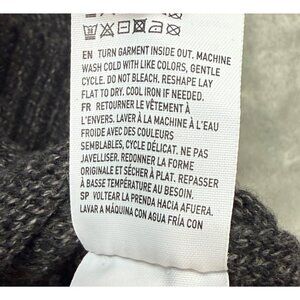 EN TURN GARMENT INSIDE OUT. MACHINE
WASH COLD WITH LIKE COLORS, GENTLE
CYCLE. DO NOT BLEACH. RESHAPE LAY
FLAT TO DRY. COOL IRON IF NEEDED.
FR RETOURNER LE VÊTEMENT À
L'ENVERS. LAVER À LA MACHINE À L'EAU
FROIDE AVEC DES COULEURS
SEMBLABLES, CYCLE DÉLICAT. NE PAS
JAVELLISER. REDONNER LA FORME
ORIGINALE ET SÉCHER À PLAT. REPASSER
À BASSE TEMPÉRATURE AU BESOIN.
SP VOLTEAR LA PRENDA HACIA AFUERA.
LAVAR A MÁQUINA CON AGUA FRÍA CON